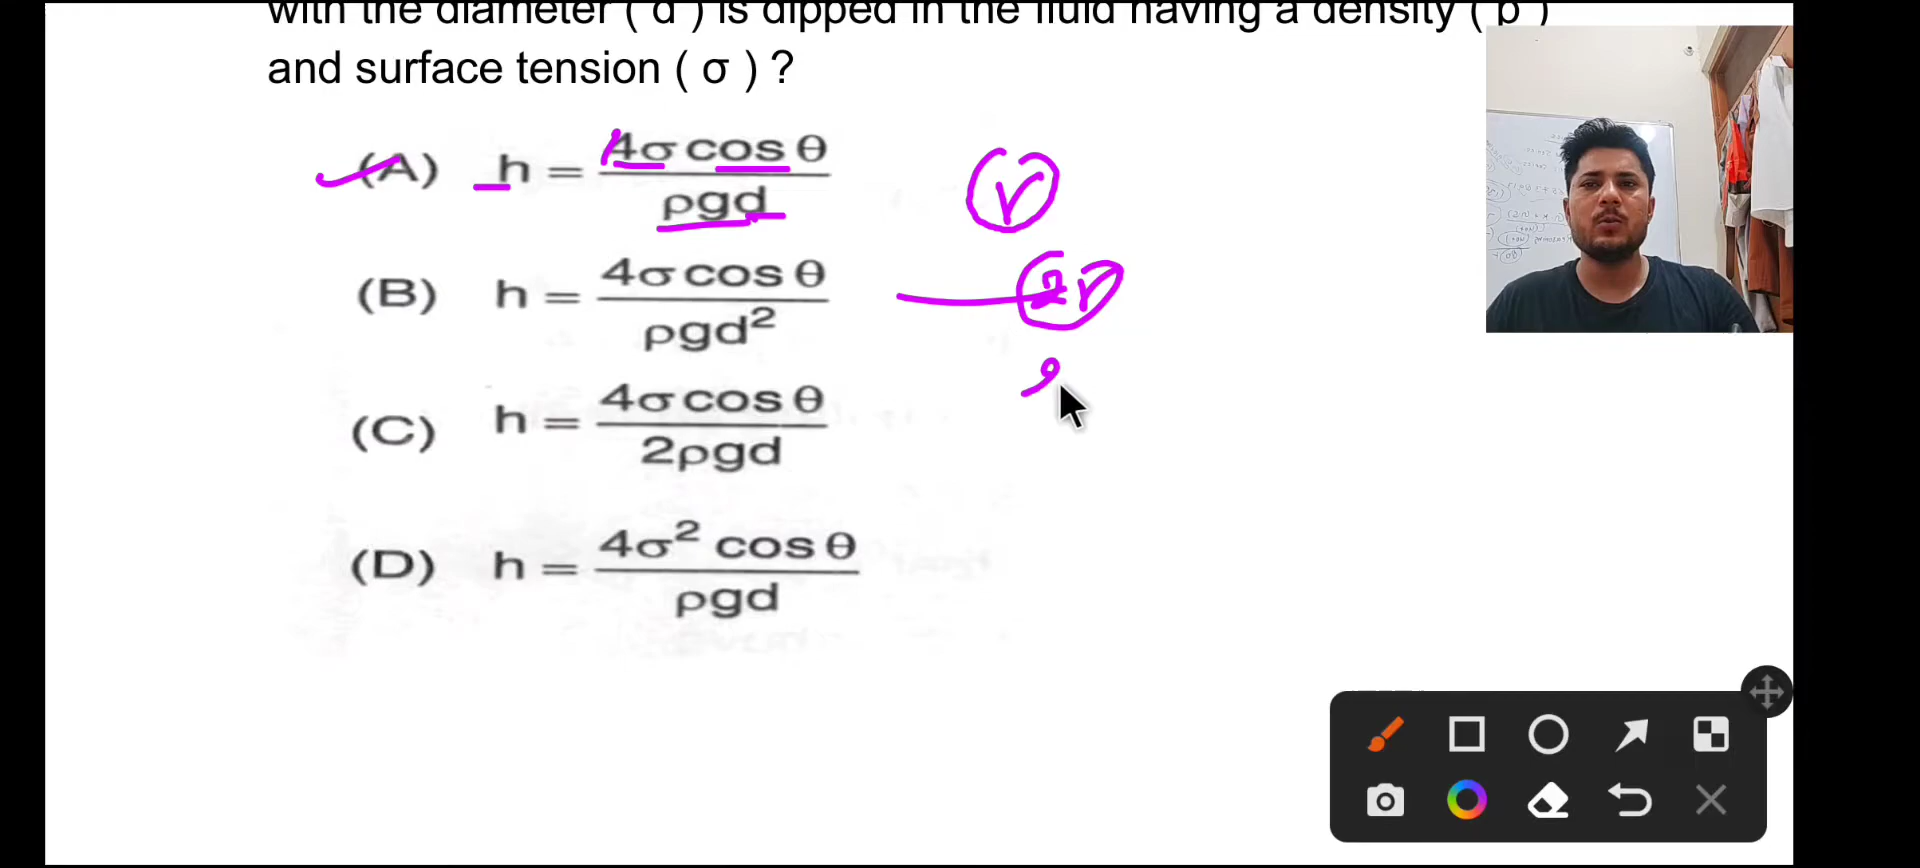 with the diameter ( d ) is dipped in the fluid having a density ( ρ )
and surface tension ( σ ) ?
(A) h = 4σ cos θ / ρgd
(B) h = 4σ cos θ / ρgd²
(C) h = 4σ cos θ / 2ρgd
(D) h = 4σ² cos θ / ρgd
r
2r